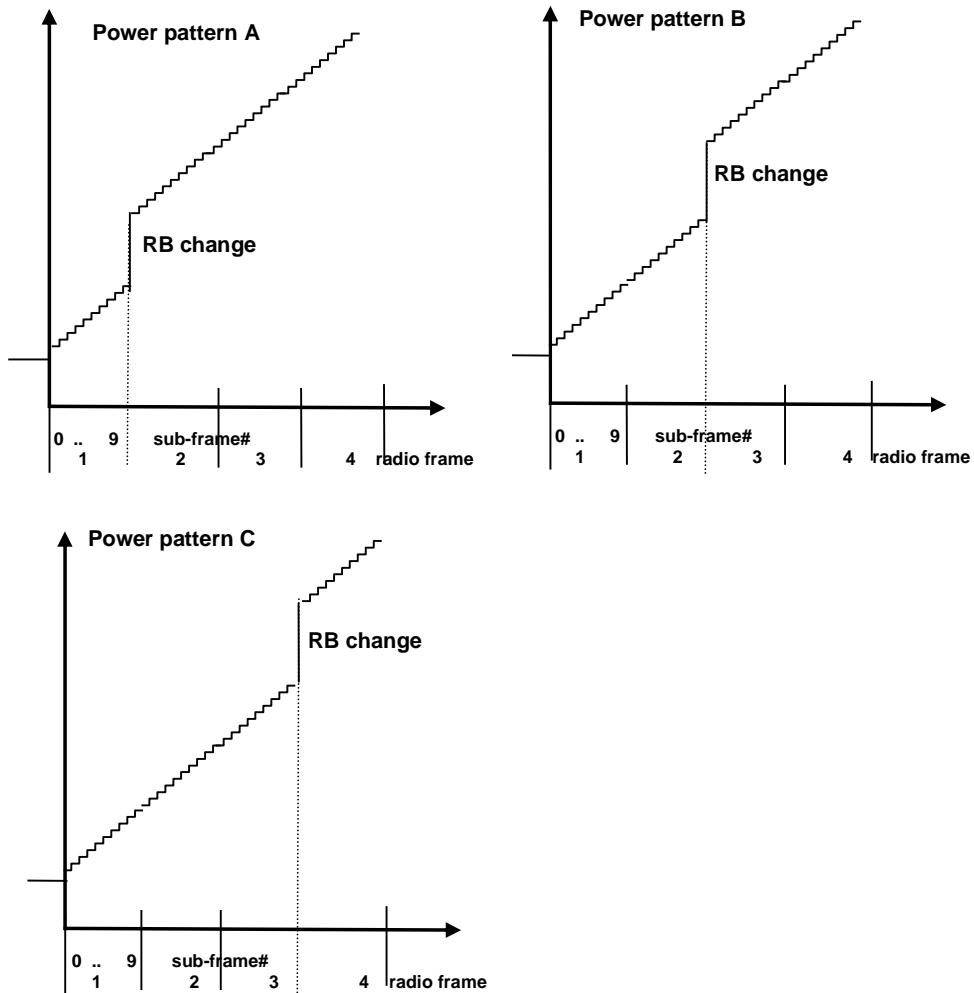 Power pattern A
RB change
0 .. 9 sub-frame#
1 2 3 4 radio frame
Power pattern B
RB change
0 .. 9 sub-frame#
1 2 3 4 radio frame
Power pattern C
RB change
0 .. 9 sub-frame#
1 2 3 4 radio frame